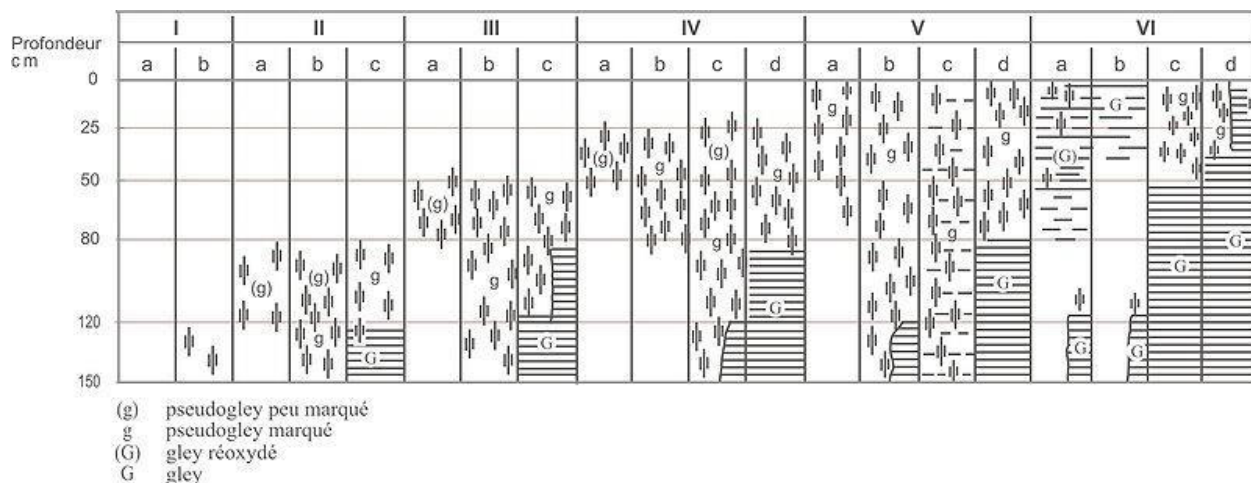 I II III IV V VI
Profondeur
cm
a b a b c a b c a b c d a b c d a b c d
0
g g g G g
25
(g) g (g) g g (G) g
50
(g) g g
80
g g G G
(g) (g) g g G G
g G
120
G G G G
G
150
(g) pseudogley peu marqué
g pseudogley marqué
(G) gley réoxydé
G gley